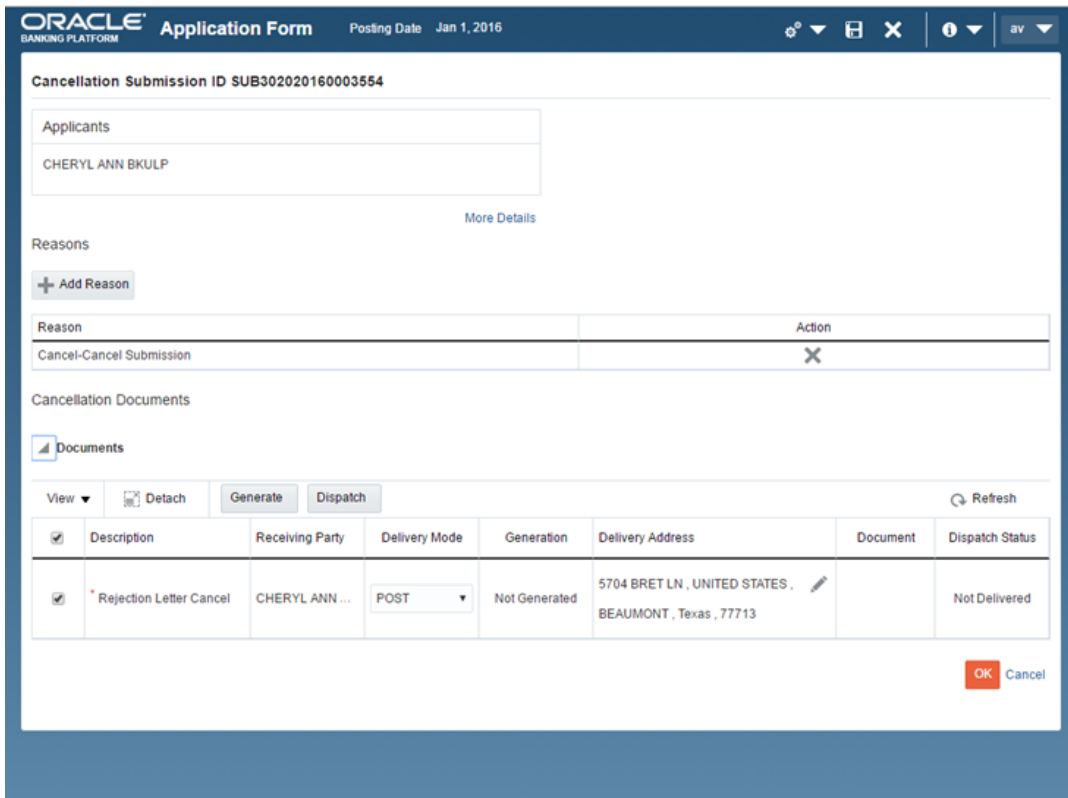 ORACLE Application Form Posting Date Jan 1, 2016 av
BANKING PLATFORM
Cancellation Submission ID SUB302020160003554
Applicants
CHERYL ANN BKULP
More Details
Reasons
Add Reason
Reason Action
Cancel-Cancel Submission
Cancellation Documents
Documents
View Detach Generate Dispatch Refresh
Description Receiving Party Delivery Mode Generation Delivery Address Document Dispatch Status
* Rejection Letter Cancel CHERYL ANN ... POST Not Generated 5704 BRET LN , UNITED STATES , Not Delivered
BEAUMONT , Texas , 77713
OK Cancel